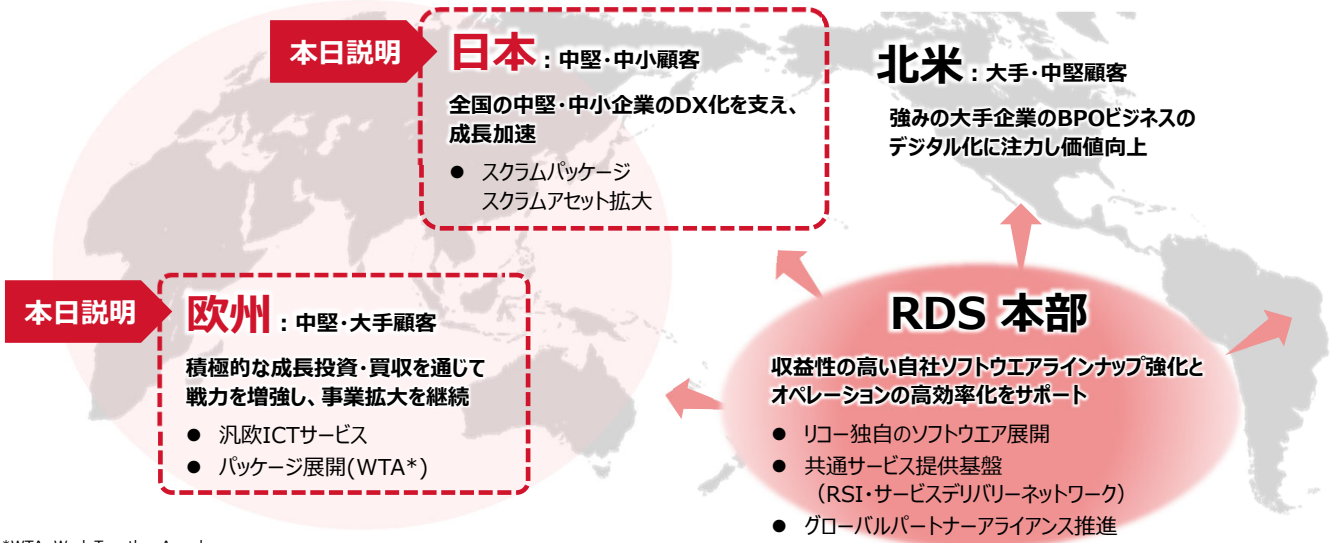 本日説明
日本：中堅・中小顧客
全国の中堅・中小企業のDX化を支え、
成長加速
● スクラムパッケージ
スクラムアセット拡大
北米：大手・中堅顧客
強みの大手企業のBPOビジネスの
デジタル化に注力し価値向上
本日説明
欧州：中堅・大手顧客
積極的な成長投資・買収を通じて
戦力を増強し、事業拡大を継続
● 汎欧ICTサービス
● パッケージ展開(WTA*)
RDS 本部
収益性の高い自社ソフトウエアラインナップ強化と
オペレーションの高効率化をサポート
● リコー独自のソフトウエア展開
● 共通サービス提供基盤
（RSI・サービスデリバリーネットワーク）
● グローバルパートナーアライアンス推進